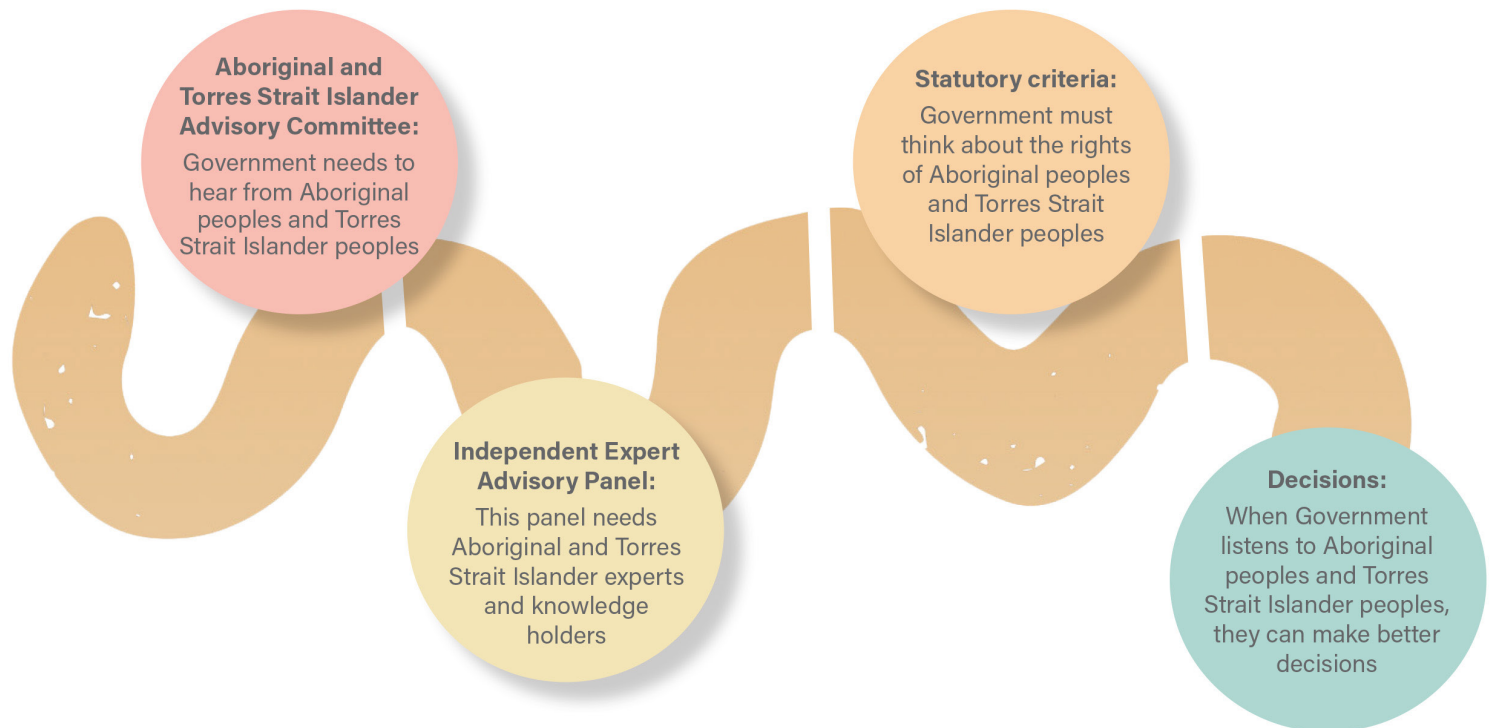 Aboriginal and
Torres Strait Islander
Advisory Committee:
Government needs to
hear from Aboriginal
peoples and Torres
Strait Islander peoples
Independent Expert
Advisory Panel:
This panel needs
Aboriginal and Torres
Strait Islander experts
and knowledge
holders
Statutory criteria:
Government must
think about the rights
of Aboriginal peoples
and Torres Strait
Islander peoples
Decisions:
When Government
listens to Aboriginal
peoples and Torres
Strait Islander peoples,
they can make better
decisions